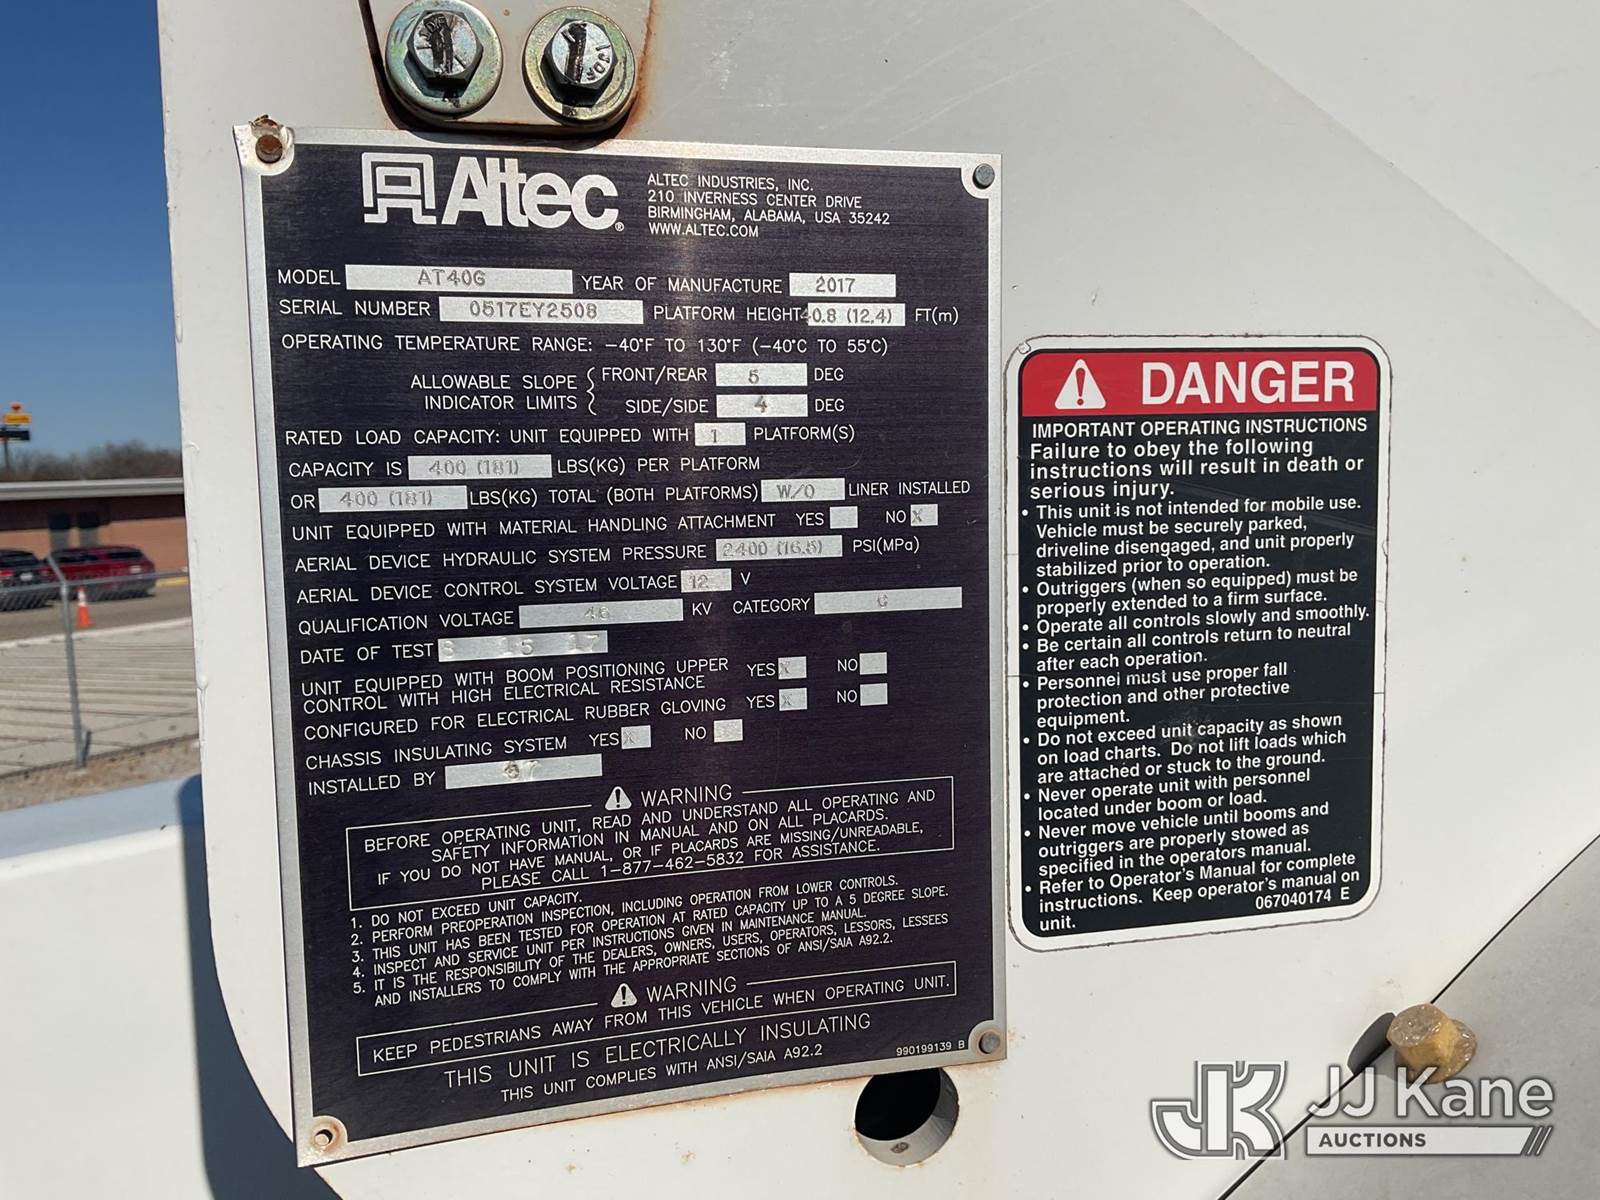 Altec®
ALTEC INDUSTRIES, INC.
210 INVERNESS CENTER DRIVE
BIRMINGHAM, ALABAMA, USA 35242
WWW.ALTEC.COM
MODEL AT40G YEAR OF MANUFACTURE 2017
SERIAL NUMBER 0517EY2508 PLATFORM HEIGHT 40.8 (12.4) FT(m)
OPERATING TEMPERATURE RANGE: -40°F TO 130°F (-40°C TO 55°C)
ALLOWABLE SLOPE INDICATOR LIMITS
FRONT/REAR 5 DEG
SIDE/SIDE 4 DEG
RATED LOAD CAPACITY: UNIT EQUIPPED WITH 1 PLATFORM(S)
CAPACITY IS 400 (181) LBS(KG) PER PLATFORM
OR 400 (181) LBS(KG) TOTAL (BOTH PLATFORMS) W/O LINER INSTALLED
UNIT EQUIPPED WITH MATERIAL HANDLING ATTACHMENT YES NO X
AERIAL DEVICE HYDRAULIC SYSTEM PRESSURE 2400 (16.5) PSI(MPa)
AERIAL DEVICE CONTROL SYSTEM VOLTAGE 12 V
QUALIFICATION VOLTAGE 46 KV CATEGORY C
DATE OF TEST 15 17
UNIT EQUIPPED WITH BOOM POSITIONING UPPER
CONTROL WITH HIGH ELECTRICAL RESISTANCE YES X NO
CONFIGURED FOR ELECTRICAL RUBBER GLOVING YES X NO
CHASSIS INSULATING SYSTEM YES X NO
INSTALLED BY
WARNING
BEFORE OPERATING UNIT, READ AND UNDERSTAND ALL OPERATING AND
SAFETY INFORMATION IN MANUAL AND ON ALL PLACARDS.
IF YOU DO NOT HAVE MANUAL, OR IF PLACARDS ARE MISSING/UNREADABLE,
PLEASE CALL 1-877-462-5832 FOR ASSISTANCE.
1. DO NOT EXCEED UNIT CAPACITY.
2. PERFORM PREOPERATION INSPECTION, INCLUDING OPERATION FROM LOWER CONTROLS.
3. THIS UNIT HAS BEEN TESTED FOR OPERATION AT RATED CAPACITY UP TO A 5 DEGREE SLOPE.
4. INSPECT AND SERVICE UNIT PER INSTRUCTIONS GIVEN IN MAINTENANCE MANUAL.
5. IT IS THE RESPONSIBILITY OF THE DEALERS, OWNERS, USERS, OPERATORS, LESSORS, LESSEES
AND INSTALLERS TO COMPLY WITH THE APPROPRIATE SECTIONS OF ANSI/SAIA A92.2.
WARNING
KEEP PEDESTRIANS AWAY FROM THIS VEHICLE WHEN OPERATING UNIT.
THIS UNIT IS ELECTRICALLY INSULATING
THIS UNIT COMPLIES WITH ANSI/SAIA A92.2
990199139 B
DANGER
IMPORTANT OPERATING INSTRUCTIONS
Failure to obey the following
instructions will result in death or
serious injury.
• This unit is not intended for mobile use.
Vehicle must be securely parked,
driveline disengaged, and unit properly
stabilized prior to operation.
• Outriggers (when so equipped) must be
properly extended to a firm surface.
• Operate all controls slowly and smoothly.
• Be certain all controls return to neutral
after each operation.
• Personnel must use proper fall
protection and other protective
equipment.
• Do not exceed unit capacity as shown
on load charts. Do not lift loads which
are attached or stuck to the ground.
• Never operate unit with personnel
located under boom or load.
• Never move vehicle until booms and
outriggers are properly stowed as
specified in the operators manual.
• Refer to Operator's Manual for complete
instructions. Keep operator's manual on
unit.
067040174 E
JJ Kane
AUCTIONS